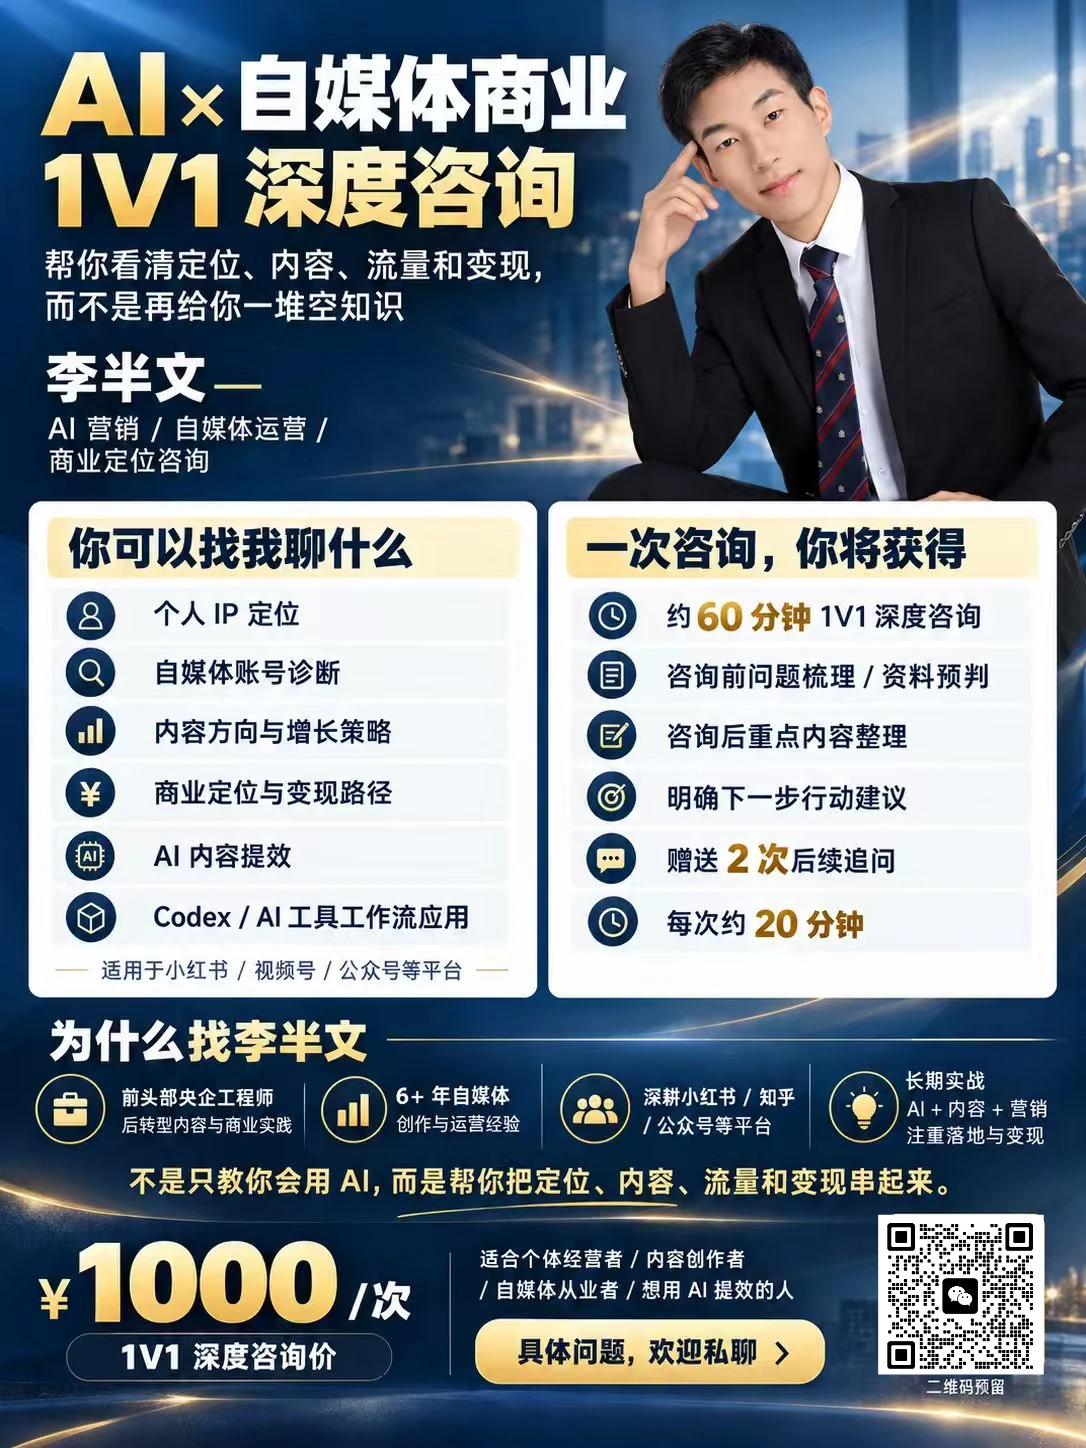 AI×自媒体商业
1V1深度咨询
帮你看清定位、内容、流量和变现，
而不是再给你一堆空知识
李半文
AI 营销 / 自媒体运营 /
商业定位咨询
你可以找我聊什么
个人 IP 定位
自媒体账号诊断
内容方向与增长策略
商业定位与变现路径
AI
AI 内容提效
Codex / AI 工具工作流应用
适用于小红书 / 视频号 / 公众号等平台
一次咨询，你将获得
约 60 分钟 1V1 深度咨询
咨询前问题梳理 / 资料预判
咨询后重点内容整理
明确下一步行动建议
赠送 2 次后续追问
每次约 20 分钟
为什么找李半文
前头部央企工程师
后转型内容与商业实践
6+ 年自媒体
创作与运营经验
深耕小红书 / 知乎
/ 公众号等平台
长期实战
AI + 内容 + 营销
注重落地与变现
不是只教你会用 AI，而是帮你把定位、内容、流量和变现串起来。
¥1000/次
1V1 深度咨询价
适合个体经营者 / 内容创作者
/ 自媒体从业者 / 想用 AI 提效的人
具体问题，欢迎私聊
二维码预留